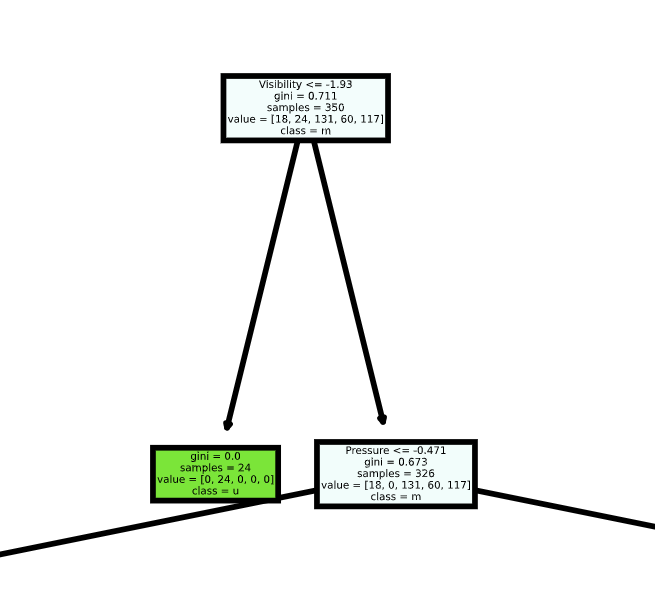 Visibility <= -1.93
gini = 0.711
samples = 350
value = [18, 24, 131, 60, 117]
class = m
gini = 0.0
samples = 24
value = [0, 24, 0, 0, 0]
class = u
Pressure <= -0.471
gini = 0.673
samples = 326
value = [18, 0, 131, 60, 117]
class = m